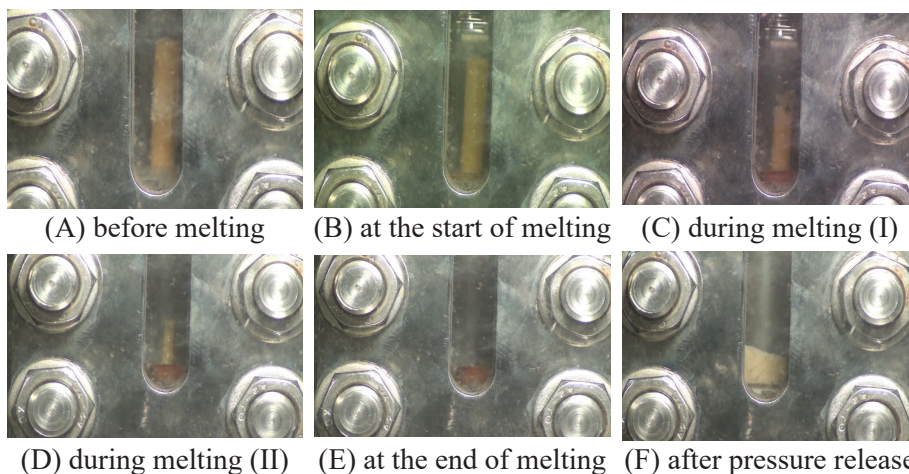 (A) before melting
(B) at the start of melting
(C) during melting (I)
(D) during melting (II)
(E) at the end of melting
(F) after pressure release